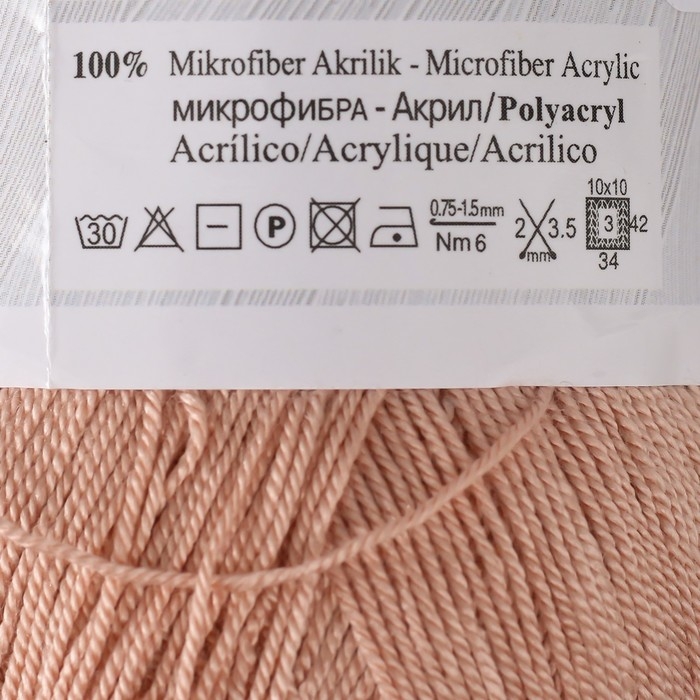 100% Mikrofiber Akrilik - Microfiber Acrylic
микрофибРА - Акрил/Polyacryl
Acrílico/Acrylique/Acrilico
10x10
30 P 0.75-1.5mm 2 3.5 3 42
Nm 6 mm
34